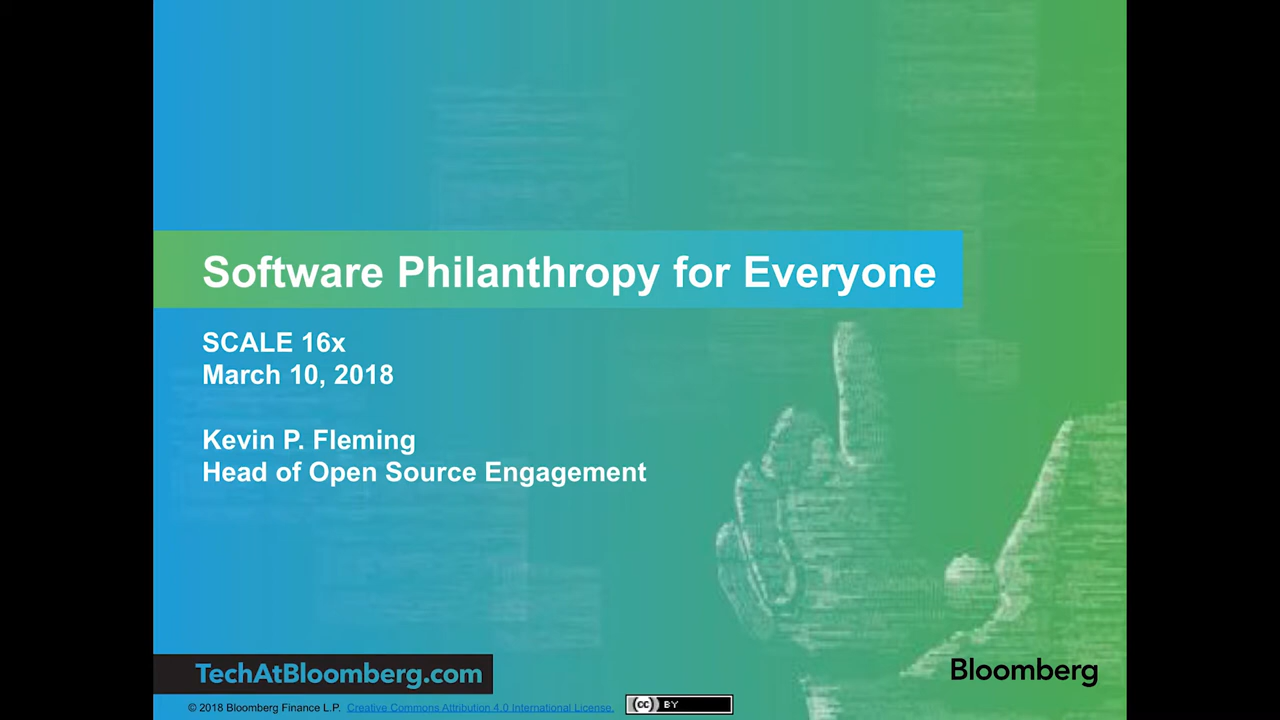 Software Philanthropy for Everyone
SCALE 16x
March 10, 2018
Kevin P. Fleming
Head of Open Source Engagement
TechAtBloomberg.com
Bloomberg
© 2018 Bloomberg Finance L.P. Creative Commons Attribution 4.0 International License.
cc BY